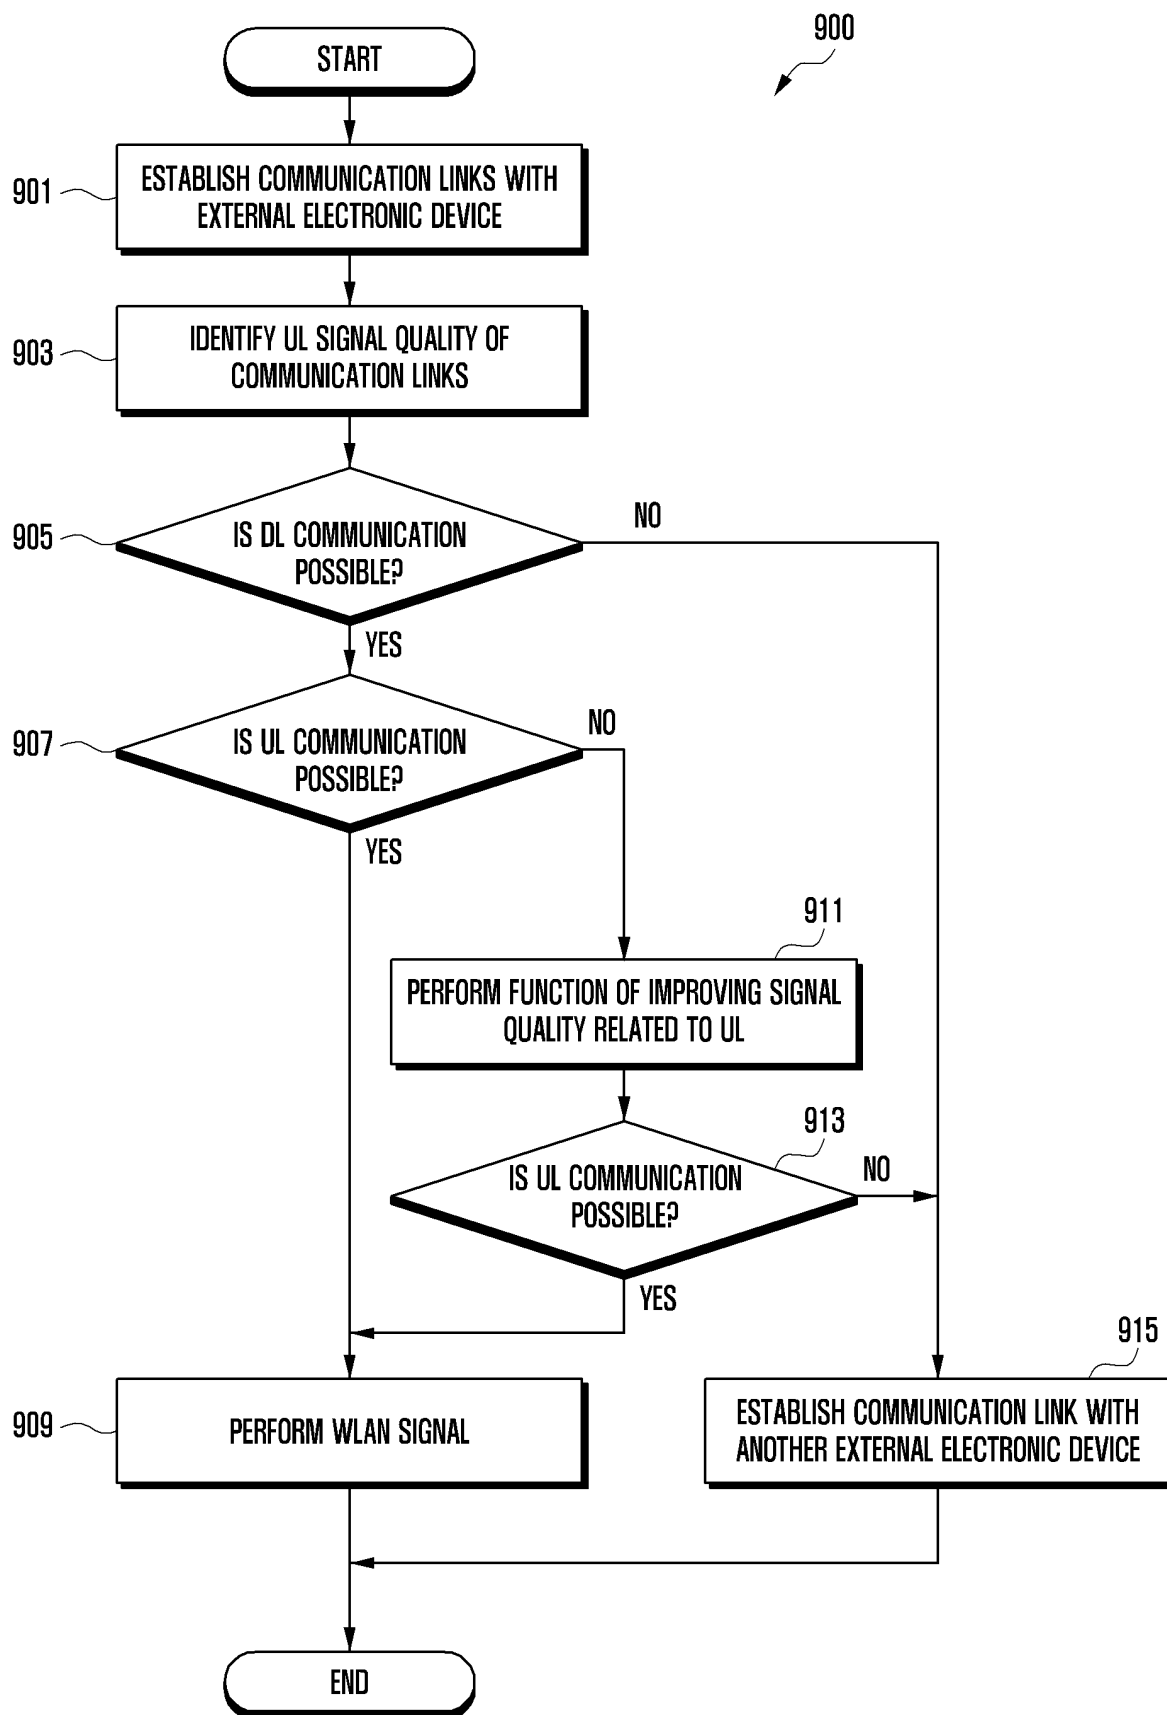 900
START
901
ESTABLISH COMMUNICATION LINKS WITH
EXTERNAL ELECTRONIC DEVICE
903
IDENTIFY UL SIGNAL QUALITY OF
COMMUNICATION LINKS
905
IS DL COMMUNICATION
POSSIBLE?
NO
YES
907
IS UL COMMUNICATION
POSSIBLE?
NO
YES
911
PERFORM FUNCTION OF IMPROVING SIGNAL
QUALITY RELATED TO UL
913
IS UL COMMUNICATION
POSSIBLE?
NO
YES
909
PERFORM WLAN SIGNAL
915
ESTABLISH COMMUNICATION LINK WITH
ANOTHER EXTERNAL ELECTRONIC DEVICE
END